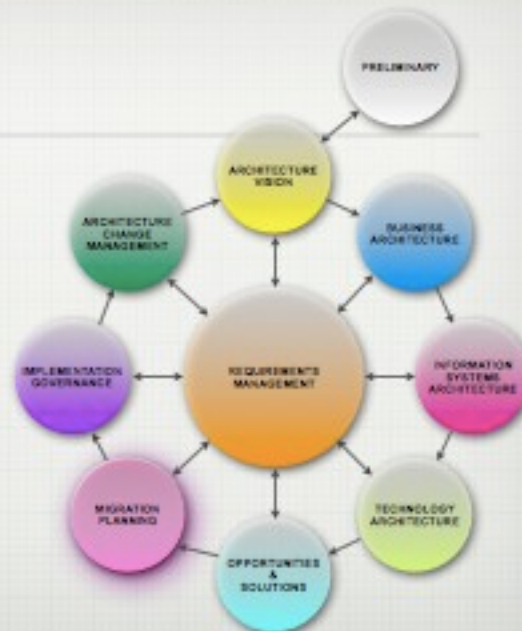 PRELIMINARY
ARCHITECTURE
VISION
ARCHITECTURE
CHANGE
MANAGEMENT
BUSINESS
ARCHITECTURE
IMPLEMENTATION
GOVERNANCE
REQUIREMENTS
MANAGEMENT
INFORMATION
SYSTEMS
ARCHITECTURE
MIGRATION
PLANNING
TECHNOLOGY
ARCHITECTURE
OPPORTUNITIES
&
SOLUTIONS